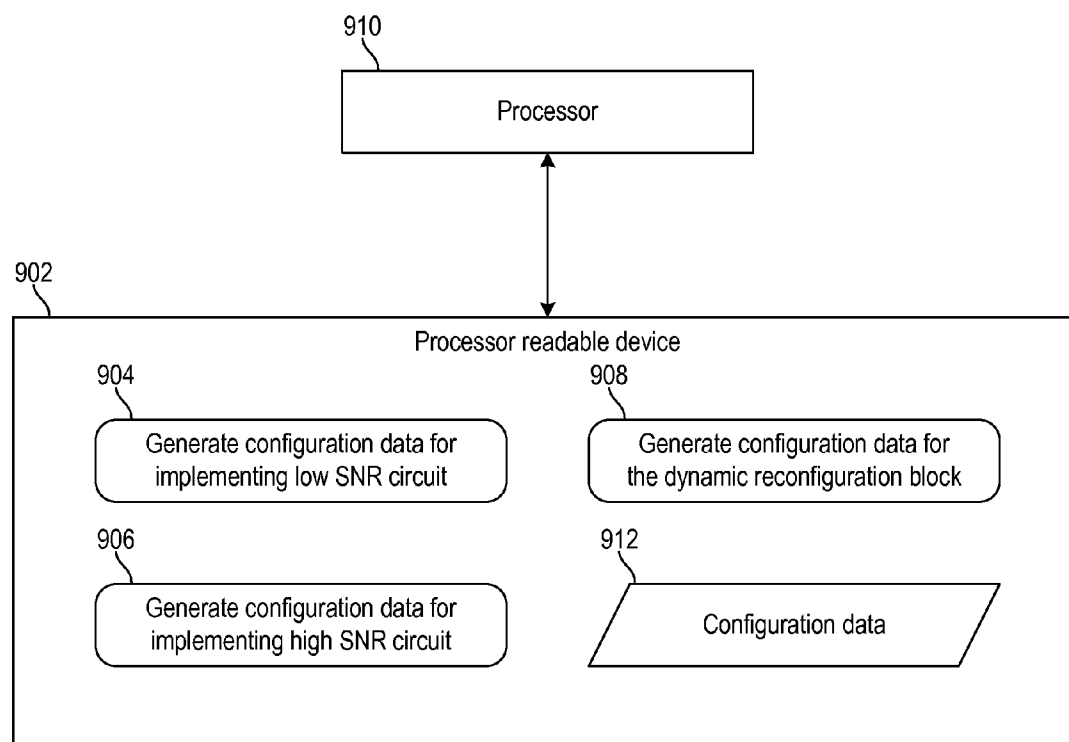 910
Processor
902
Processor readable device
904
Generate configuration data for
implementing low SNR circuit
908
Generate configuration data for
the dynamic reconfiguration block
906
Generate configuration data for
implementing high SNR circuit
912
Configuration data